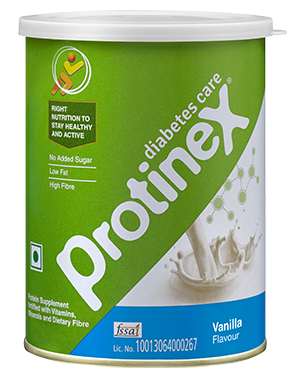 RIGHT
NUTRITION TO
STAY HEALTHY
AND ACTIVE
No Added Sugar
Low Fat
High Fibre
diabetes care
Protinex®
Protein Supplement
fortified with Vitamins,
Minerals and Dietary Fibre
fssai
Lic. No. 10013064000267
Vanilla
Flavour